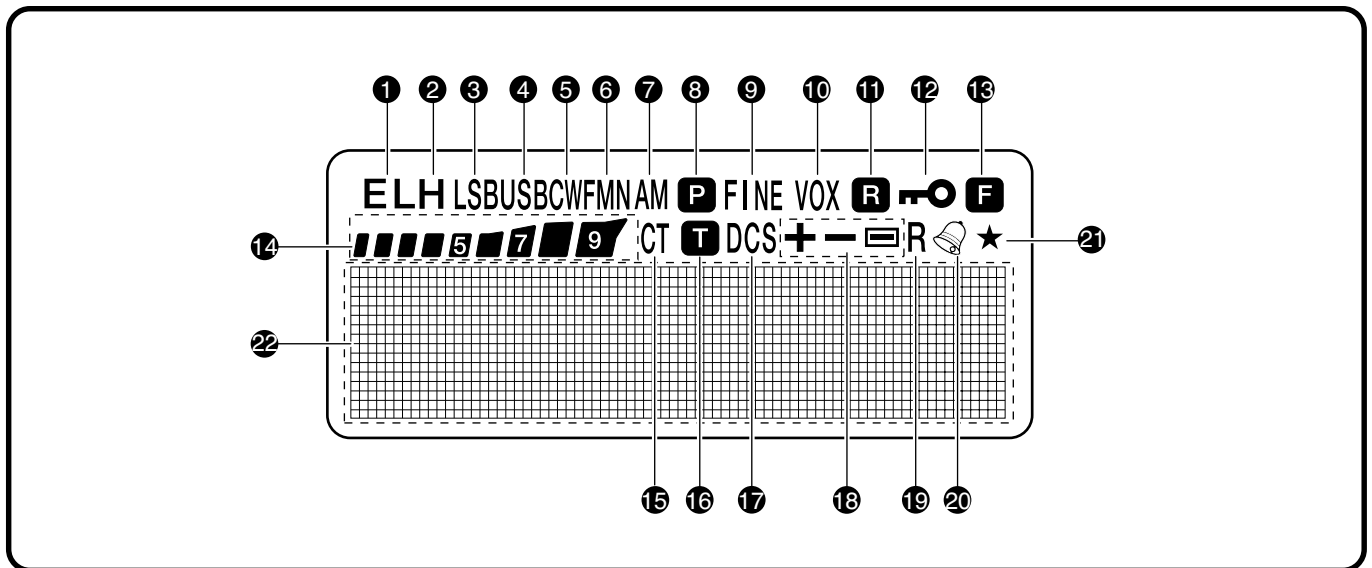 1 2 3 4 5 6 7 8 9 10 11 12 13
E L H LSB USB CW FM N AM P FINE VOX R F
14 5 7 9 CT T DCS + − R ★ 21
22
15 16 17 18 19 20